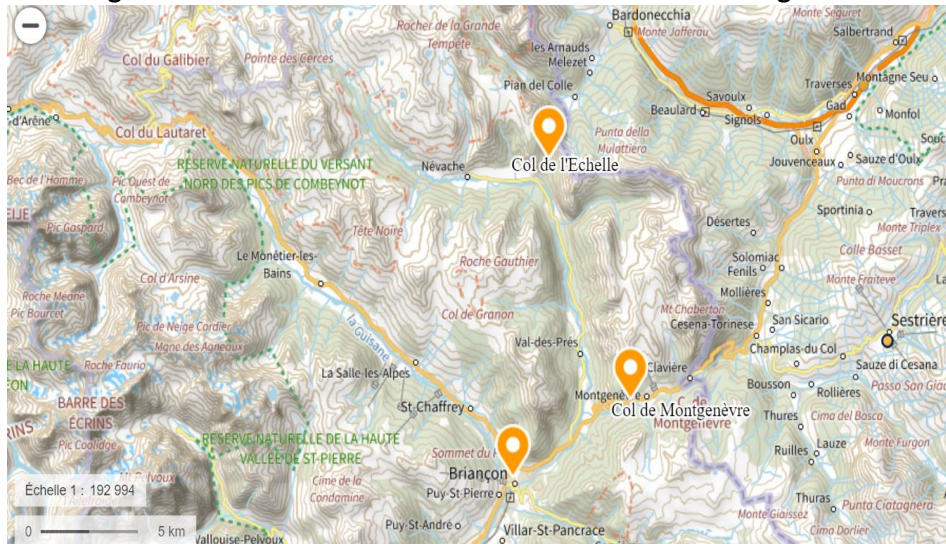 Bardonecchia
Monte Seguret
Rocher de la Grande
Tempête
Monte Jafferau
Salbertrand
les Arnauds
Melezet
Col du Galibier
Pointe des Cerces
Pian del Colle
Savoulx
Traverses
Montagne Seu
Beaulard
Gad
Monfol
d'Arêne
Signols
Col du Lautaret
Punta della
Mulattiera
Oulx
Col de l'Echelle
Jouvenceaux
Sauze d'Oulx
RÉSERVE NATURELLE DU VERSANT
NORD DES PICS DE COMBEYNOT
Névache
Bec de l'Homme
Pic Ouest de
Combeynot
Punta di Moucrons
Sportinia
Travers
Pic Gaspard
Tête Noire
Désertes
Monte Triplex
Colle Basset
Le Monêtier-les-
Bains
Roche Gauthier
Solomiac
Fenils
Col d'Arsine
Monte Fraiteve
Roche Méane
Pic Bourcet
Mollières
Col de Granon
Mt Chaberton
Pic de Neige Cordier
la Guisane
Cesena-Torinese
San Sicario
Sestrière
Mgne des Agneaux
Val-des-Prés
Champlas-du Col
Roche Faurio
La Salle-les-Alpes
Clavière
Sauze di Cesana
Bousson
Rollières
Passo San Gia
BARRE DES
ÉCRINS
St-Chaffrey
Montgenèvre
Col de Montgenèvre
Montgenèvre
Thures
Cima del Bosco
RÉSERVE NATURELLE DE LA HAUTE
VALLÉE DE ST-PIERRE
Pic Coolidge
Sommet du
Ruilles
Lauze
Monte Furgon
Briançon
Cime de la
Condamine
Puy-St-Pierre
Échelle 1 : 192 994
Thuras
Punta Ciatagnera
Monte Giaissez
0
5 km
Puy-St-André
Villar-St-Pancrace
Cima Dorlier
Vallouise-Pelvoux